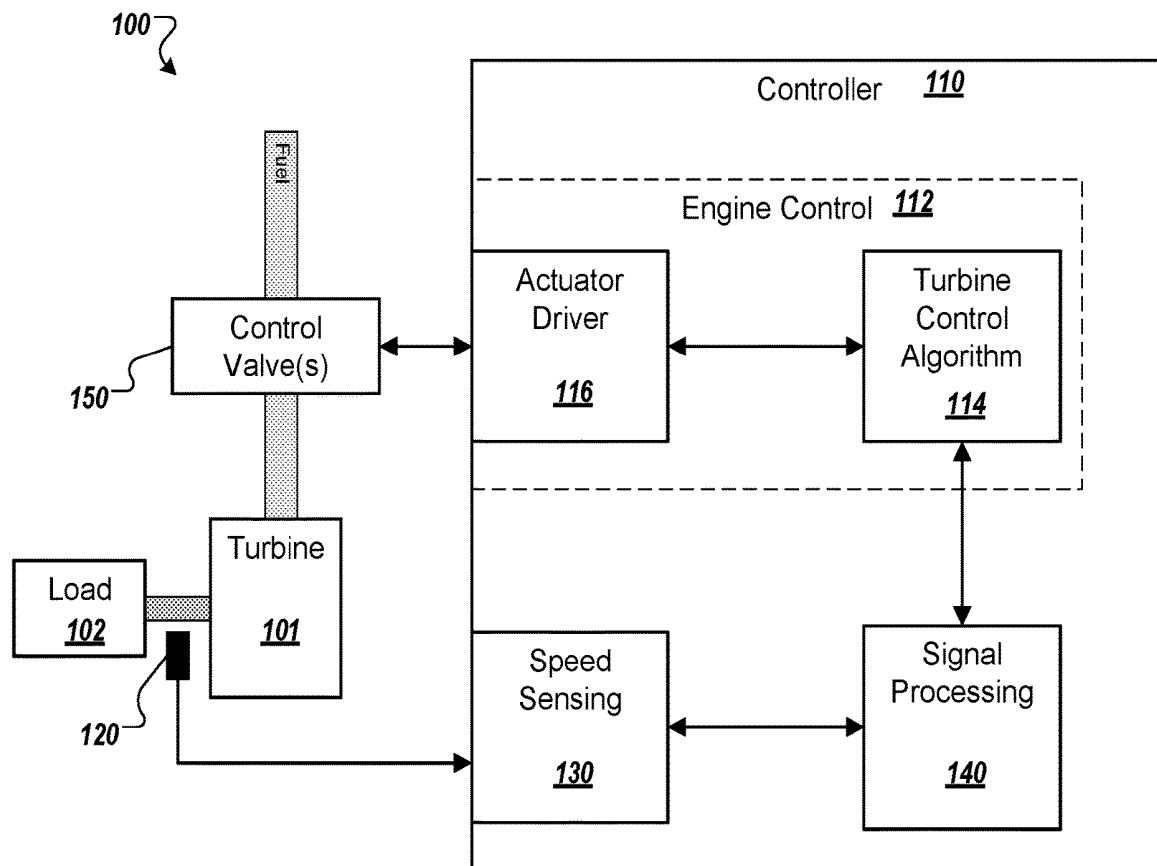 100
Controller 110
Fuel
Engine Control 112
Actuator
Driver
116
Turbine
Control
Algorithm
114
Control
Valve(s)
150
Turbine
101
Load
102
120
Speed
Sensing
130
Signal
Processing
140